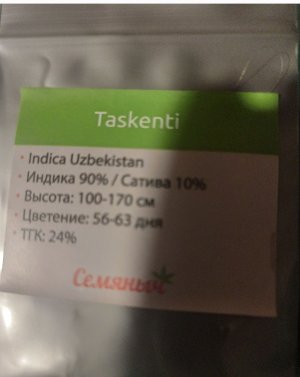 Taskenti
• Indica Uzbekistan
• Индика 90% / Сатива 10%
• Высота: 100-170 см
• Цветение: 56-63 дня
• ТГК: 24%
Семяныч